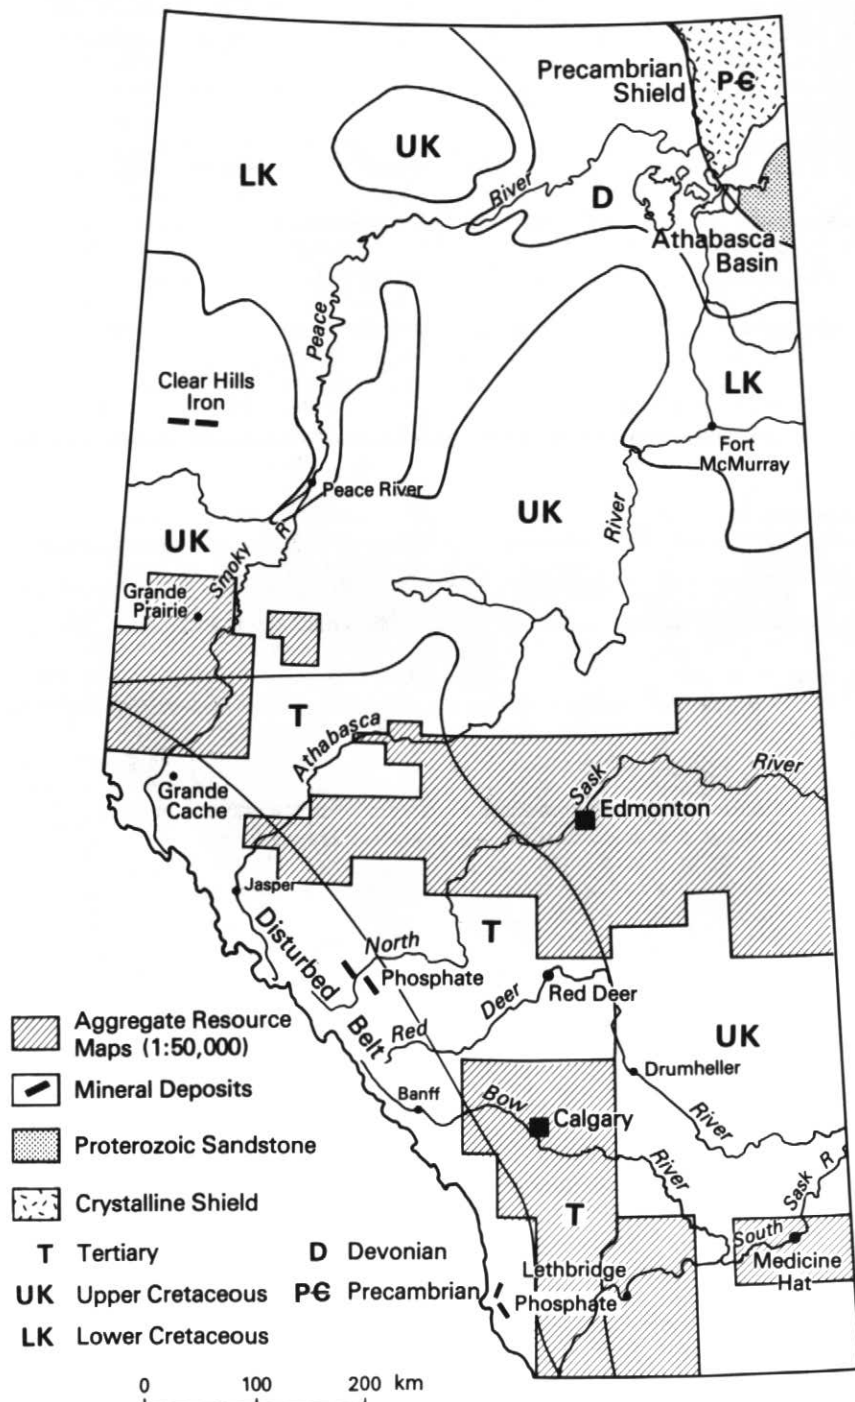 Precambrian
Shield
P€
UK
LK
River
D
Athabasca
Basin
Peace
Clear Hills
Iron
LK
Fort
McMurray
Peace River
UK
River
UK
R
Smoky
Grande
Prairie
T
Athabasca
Sask
River
Edmonton
Grande
Cache
Jasper
Disturbed
Belt
North
T
Phosphate
Deer
Red Deer
Red
UK
Aggregate Resource
Maps (1:50,000)
Mineral Deposits
Proterozoic Sandstone
Crystalline Shield
T Tertiary
D Devonian
UK Upper Cretaceous
P€ Precambrian
LK Lower Cretaceous
Drumheller
Banff
Bow
Calgary
River
River
Sask R
South
T
Medicine
Hat
Lethbridge
Phosphate
0 100 200 km